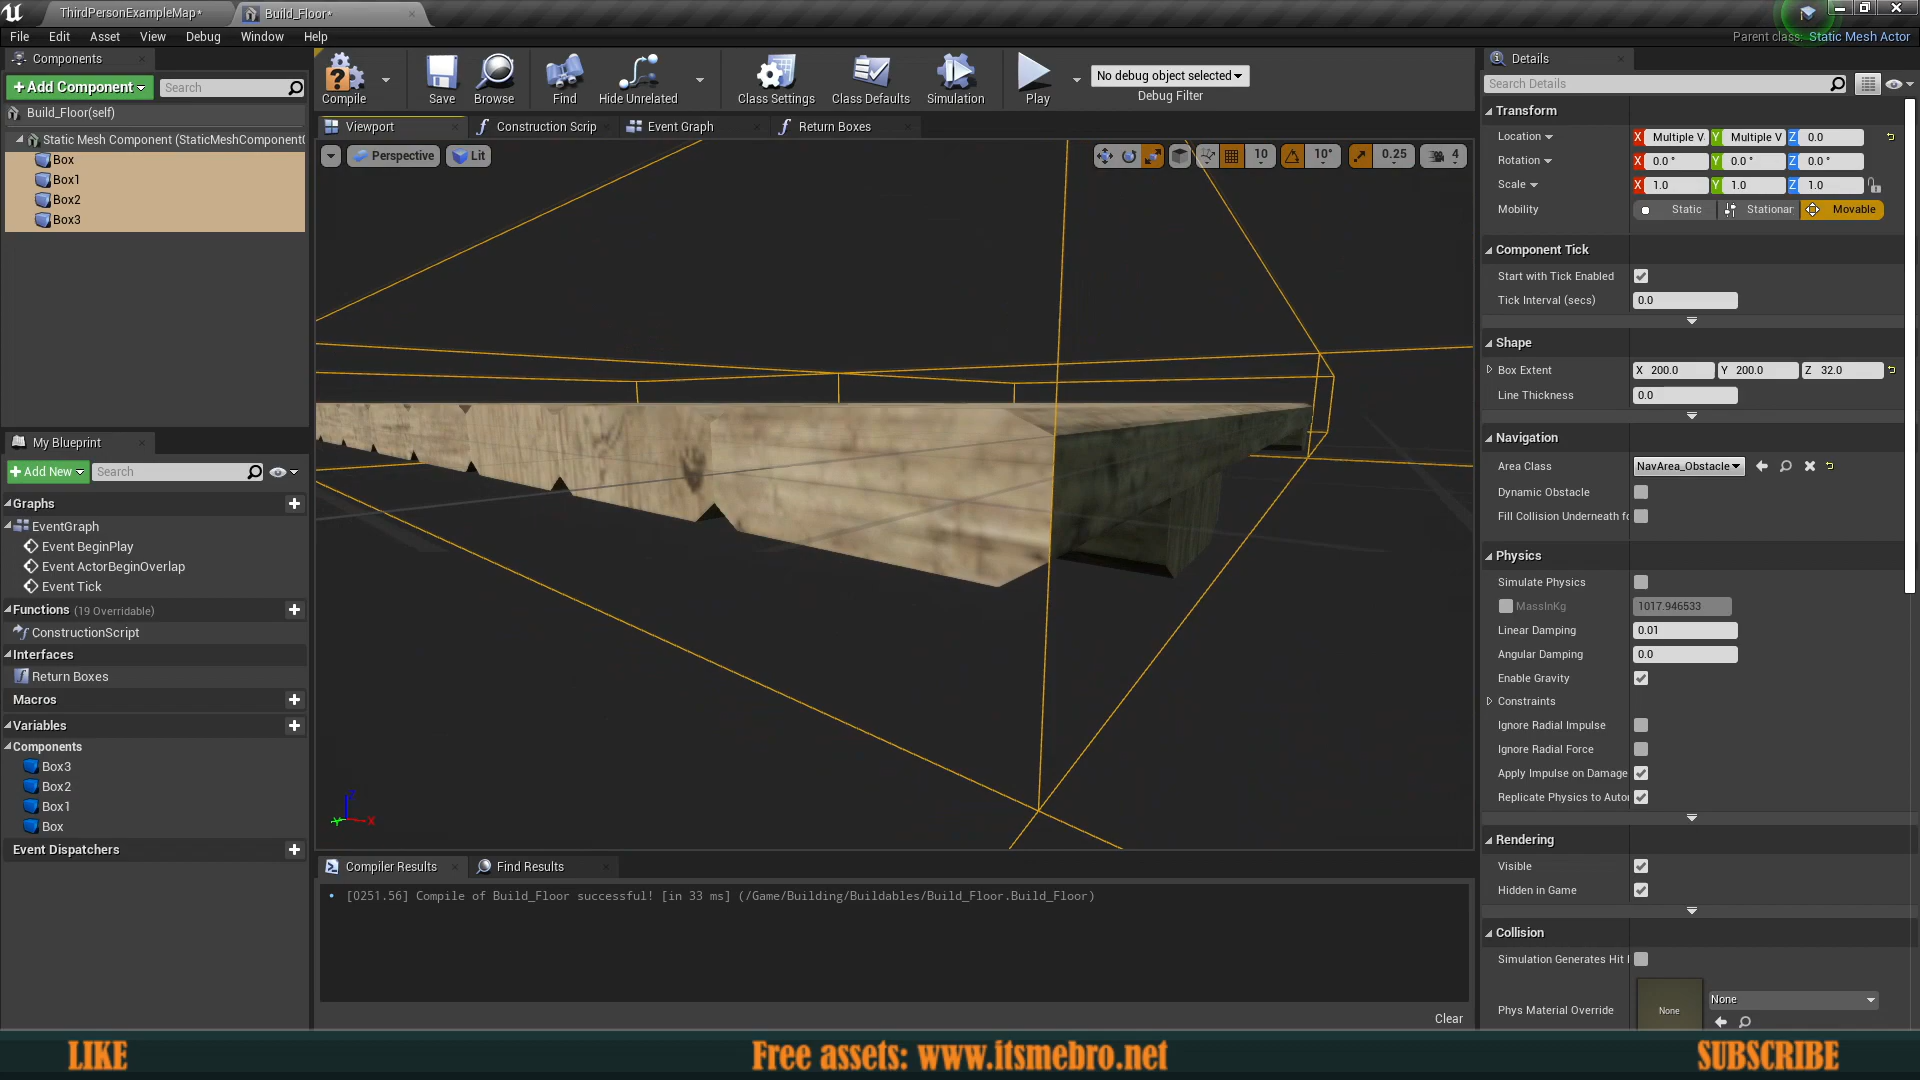 ThirdPersonExampleMap*
Build_Floor*
File Edit Asset View Debug Window Help
Parent class: Static Mesh Actor
Components
Add Component
Search
Build_Floor(self)
Static Mesh Component (StaticMeshComponent(
Box
Box1
Box2
Box3
My Blueprint
Add New
Search
Graphs
EventGraph
Event BeginPlay
Event ActorBeginOverlap
Event Tick
Functions (19 Overridable)
ConstructionScript
Interfaces
Return Boxes
Macros
Variables
Components
Box3
Box2
Box1
Box
Event Dispatchers
Compile
Save
Browse
Find
Hide Unrelated
Class Settings
Class Defaults
Simulation
Play
No debug object selected
Debug Filter
Viewport
Construction Scrip
Event Graph
Return Boxes
Perspective
Lit
10
10°
0.25
4
Z
X
Y
Compiler Results
Find Results
[0251.56] Compile of Build_Floor successful! [in 33 ms] (/Game/Building/Buildables/Build_Floor.Build_Floor)
Clear
Details
Search Details
Transform
Location X Multiple V Y Multiple V Z 0.0
Rotation X 0.0 ° Y 0.0 ° Z 0.0 °
Scale X 1.0 Y 1.0 Z 1.0
Mobility Static Stationar Movable
Component Tick
Start with Tick Enabled
Tick Interval (secs) 0.0
Shape
Box Extent X 200.0 Y 200.0 Z 32.0
Line Thickness 0.0
Navigation
Area Class NavArea_Obstacle
Dynamic Obstacle
Fill Collision Underneath fo
Physics
Simulate Physics
MassInKg 1017.946533
Linear Damping 0.01
Angular Damping 0.0
Enable Gravity
Constraints
Ignore Radial Impulse
Ignore Radial Force
Apply Impulse on Damage
Replicate Physics to Auton
Rendering
Visible
Hidden in Game
Collision
Simulation Generates Hit I
Phys Material Override None None
LIKE
Free assets: www.itsmebro.net
SUBSCRIBE